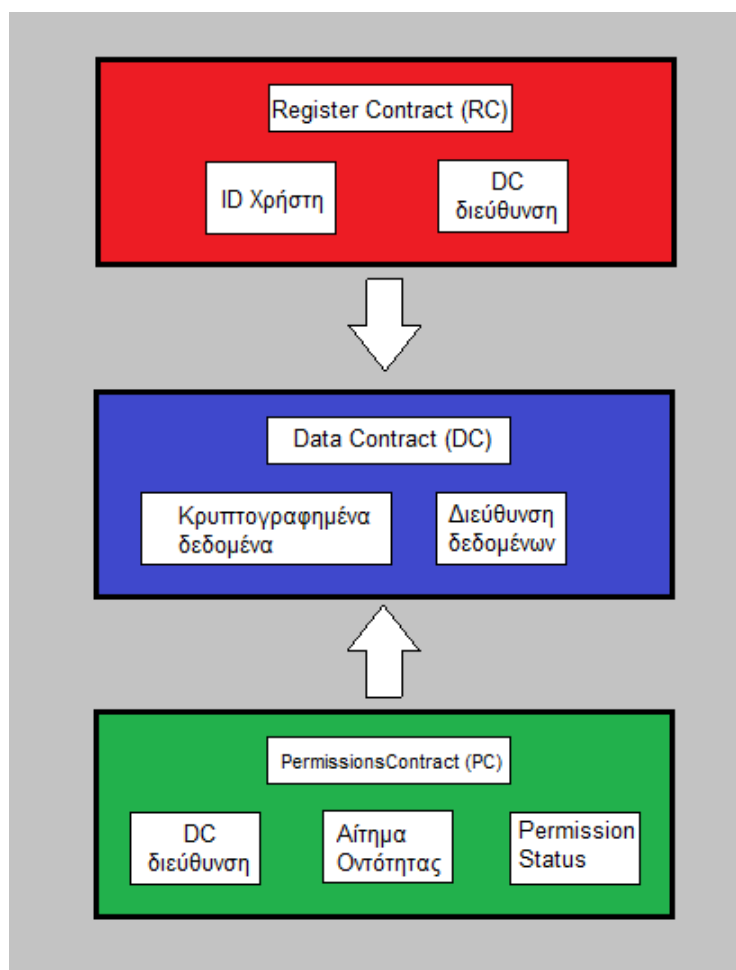 Register Contract (RC)
ID Χρήστη
DC
διεύθυνση
Data Contract (DC)
Κρυπτογραφημένα
δεδομένα
Διεύθυνση
δεδομένων
PermissionsContract (PC)
DC
διεύθυνση
Αίτημα
Οντότητας
Permission
Status